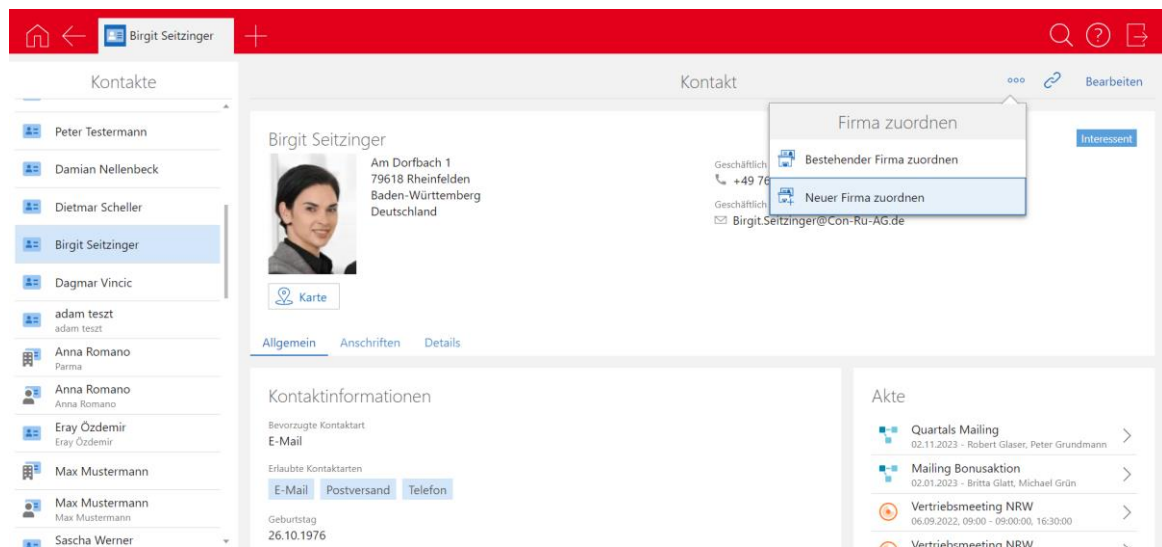 Birgit Seitzinger
Kontakte
Kontakt
Bearbeiten
Peter Testermann
Damian Nellenbeck
Dietmar Scheller
Birgit Seitzinger
Dagmar Vincic
adam teszt
adam teszt
Anna Romano
Parma
Anna Romano
Anna Romano
Eray Özdemir
Eray Özdemir
Max Mustermann
Max Mustermann
Max Mustermann
Sascha Werner
Birgit Seitzinger
Am Dorfbach 1
79618 Rheinfelden
Baden-Württemberg
Deutschland
Karte
Geschäftlich
+49 76
Geschäftlich
Birgit.Seitzinger@Con-Ru-AG.de
Firma zuordnen
Bestehender Firma zuordnen
Neuer Firma zuordnen
Interessent
Allgemein Anschriften Details
Kontaktinformationen
Bevorzugte Kontaktart
E-Mail
Erlaubte Kontaktarten
E-Mail Postversand Telefon
Geburtstag
26.10.1976
Akte
Quartals Mailing
02.11.2023 - Robert Glaser, Peter Grundmann
Mailing Bonusaktion
02.01.2023 - Britta Glatt, Michael Grün
Vertriebsmeeting NRW
06.09.2022, 09:00 - 09:00:00, 16:30:00
Vertriebsmeeting NRW